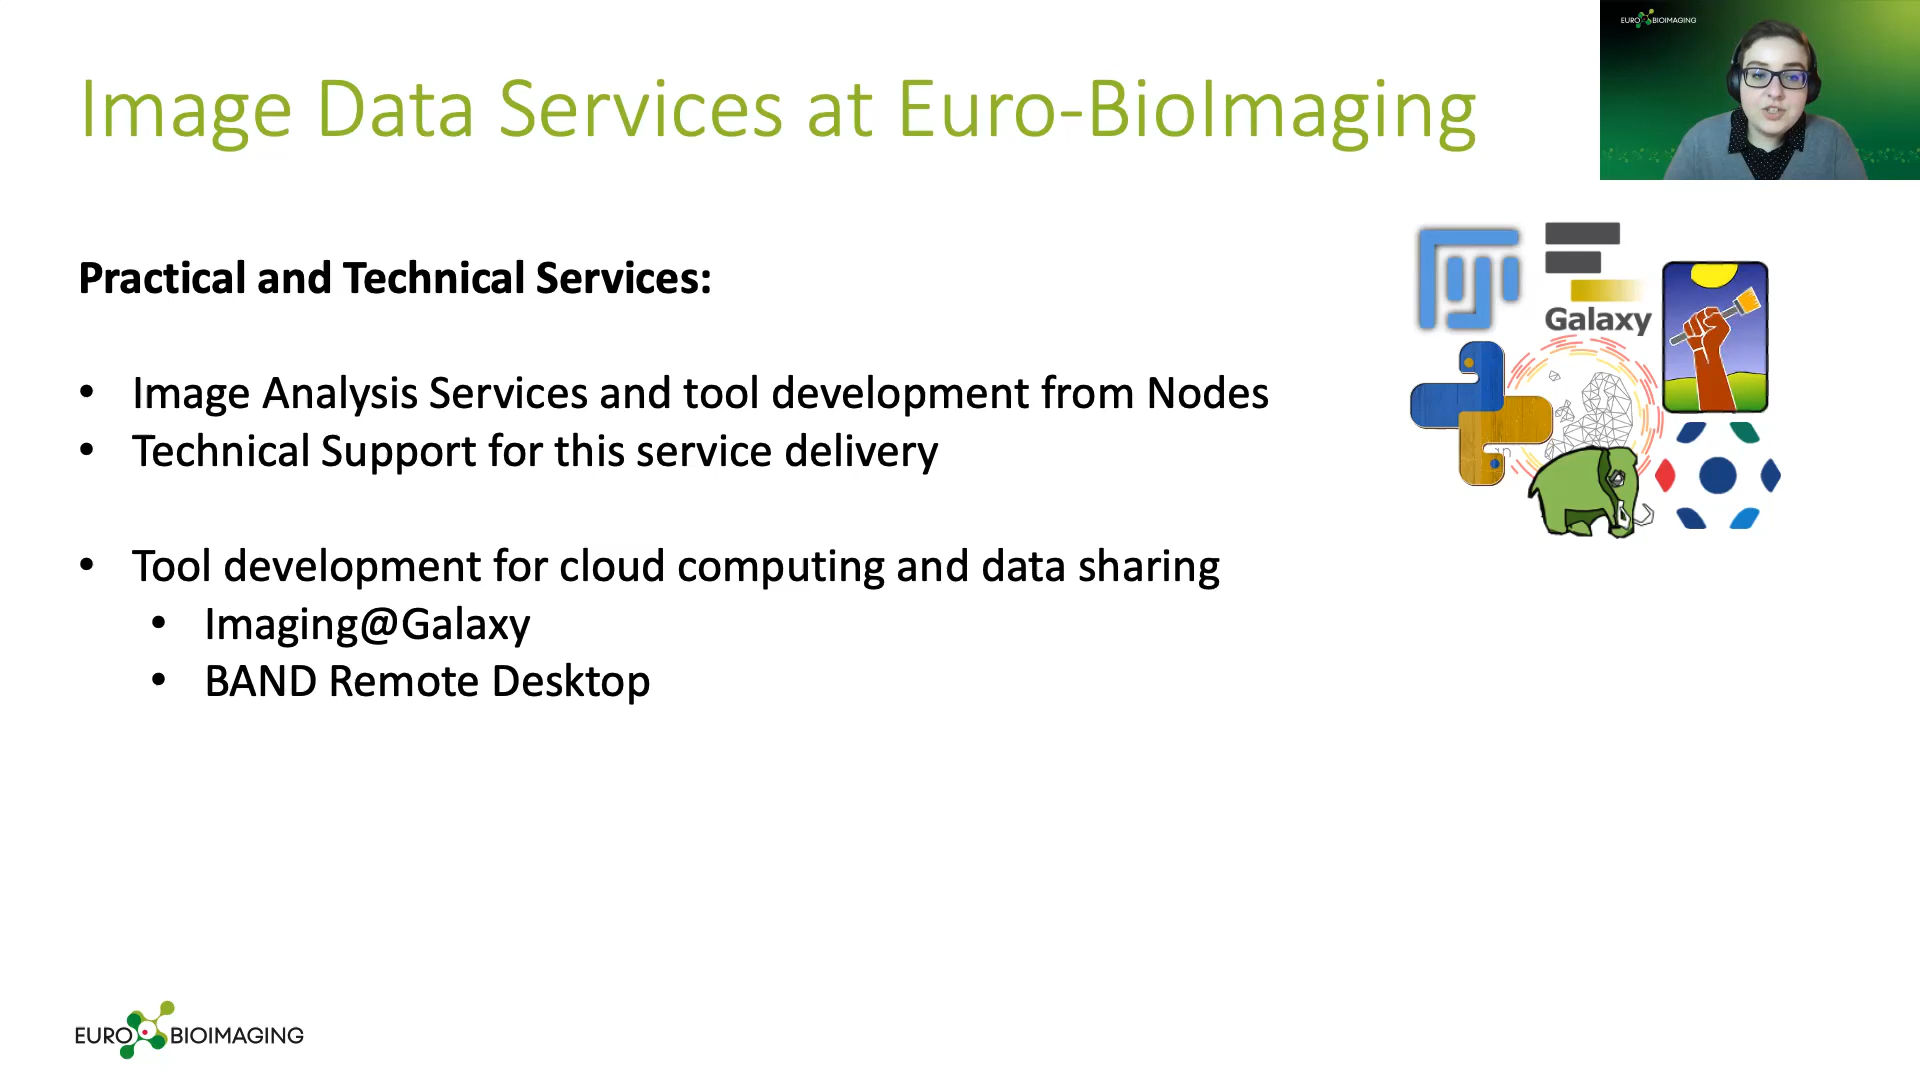 Image Data Services at Euro-BioImaging
EURO BIOIMAGING
Practical and Technical Services:
Galaxy
• Image Analysis Services and tool development from Nodes
• Technical Support for this service delivery
• Tool development for cloud computing and data sharing
• Imaging@Galaxy
• BAND Remote Desktop
EURO BIOIMAGING